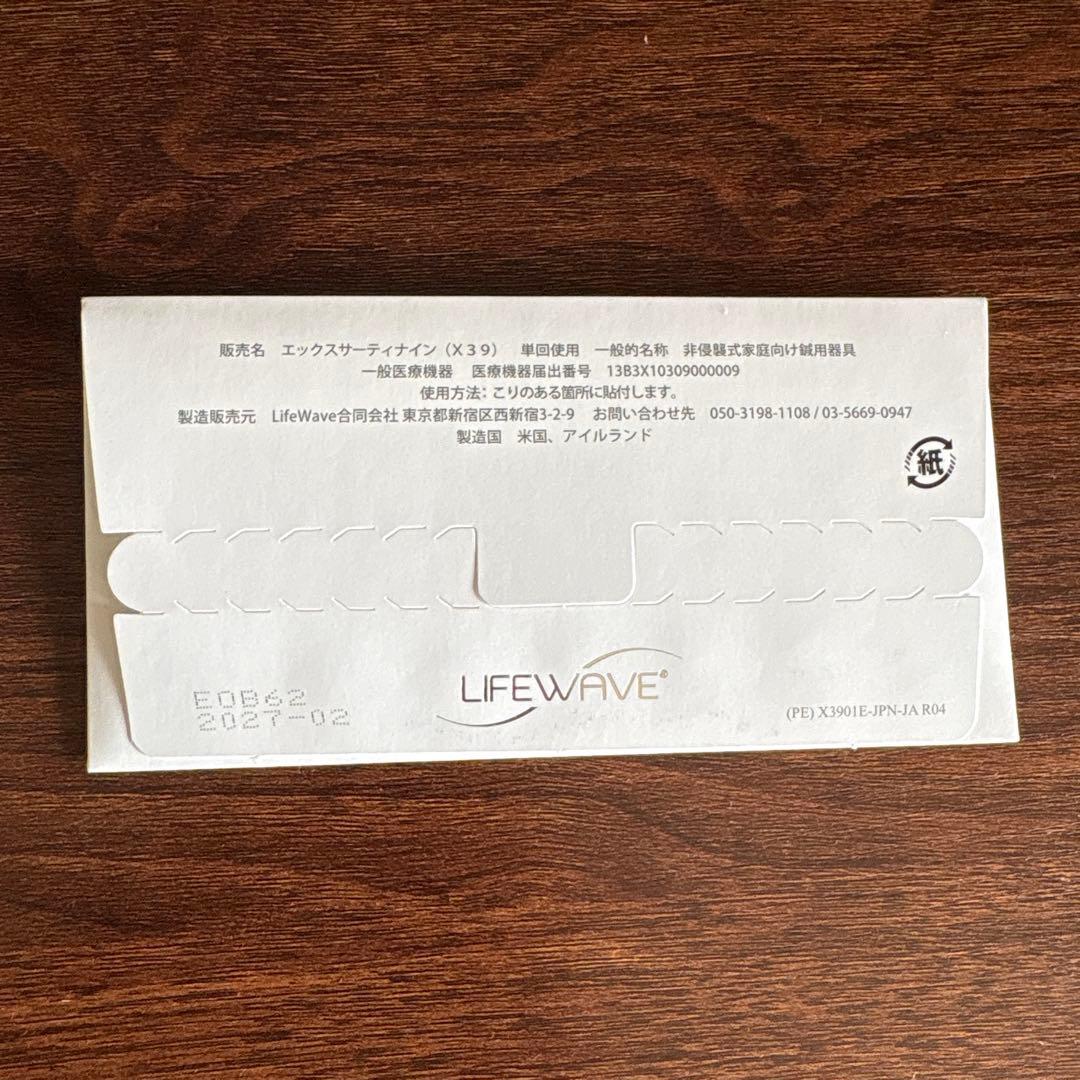 販売名　エックスサーティナイン（X３９）　単回使用　一般的名称　非侵襲式家庭向け鍼用器具
一般医療機器　医療機器届出番号　13B3X10309000009
使用方法：こりのある箇所に貼付します。
製造販売元　LifeWave合同会社 東京都新宿区西新宿3-2-9　お問い合わせ先　050-3198-1108 / 03-5669-0947
製造国　米国、アイルランド
紙
LIFEWAVE®
E0B62
2027-02
(PE) X3901E-JPN-JA R04